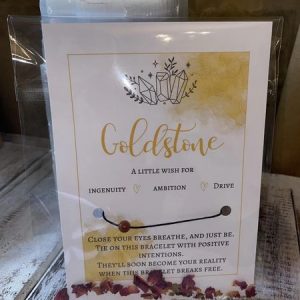 Goldstone
A little wish for
ingenuity ambition Drive
Close your eyes breathe, and just be.
Tie on this bracelet with positive
intentions.
They'll soon become your reality
when this bracelet breaks free.